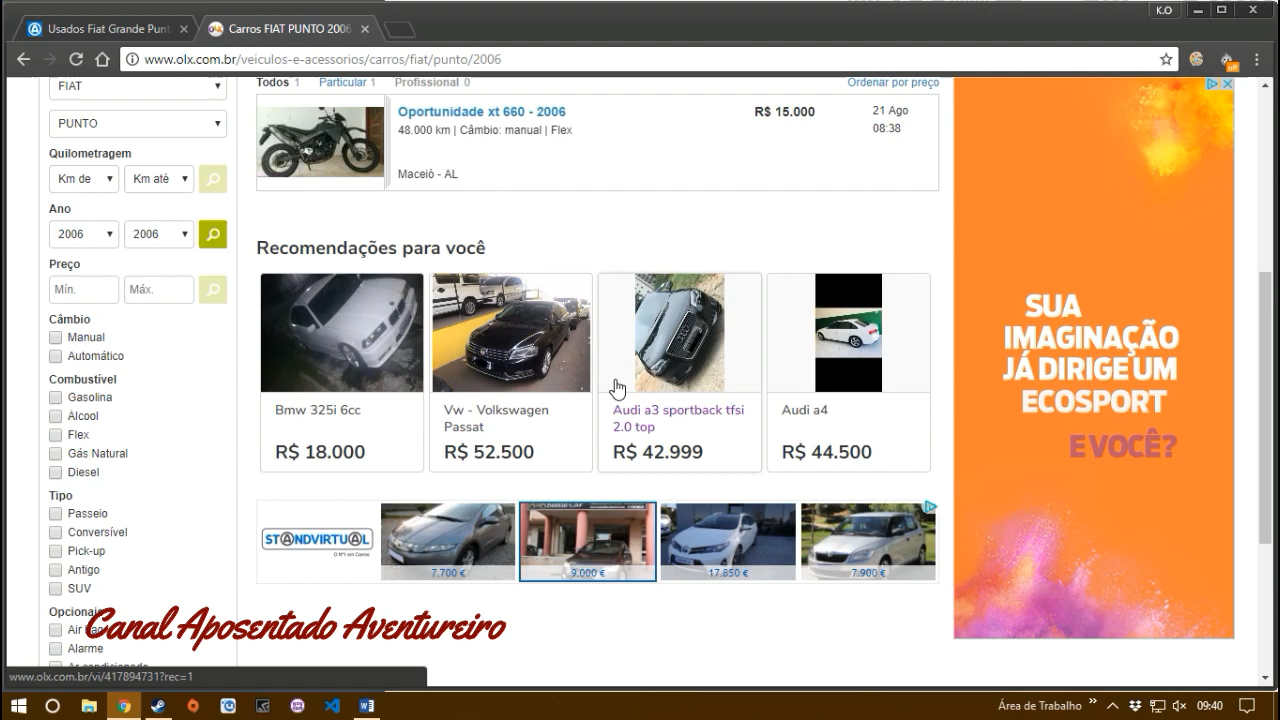 K.O
Usados Fiat Grande Punt
Carros FIAT PUNTO 2006
www.olx.com.br/veiculos-e-acessorios/carros/fiat/punto/2006
off
FIAT
PUNTO
Quilometragem
Km de
Km até
Ano
2006
2006
Preço
Mín.
Máx.
Câmbio
Manual
Automático
Combustível
Gasolina
Álcool
Flex
Gás Natural
Diesel
Tipo
Passeio
Conversível
Pick-up
Antigo
SUV
Opcionais
Alarme
Ar condicionado
Todos 1
Particular 1
Profissional 0
Ordenar por preço
Oportunidade xt 660 - 2006
R$ 15.000
21 Ago
08:38
48.000 km | Câmbio: manual | Flex
Maceió - AL
Recomendações para você
Bmw 325i 6cc
R$ 18.000
Vw - Volkswagen
Passat
R$ 52.500
Audi a3 sportback tfsi
2.0 top
R$ 42.999
Audi a4
R$ 44.500
STANDVIRTUAL
O Nº1 em Carros
7.700 €
9.000 €
17.850 €
7.900 €
SUA
IMAGINAÇÃO
JÁ DIRIGE UM
ECOSPORT
E VOCÊ?
Canal Aposentado Aventureiro
www.olx.com.br/vi/417894731?rec=1
Área de Trabalho
09:40